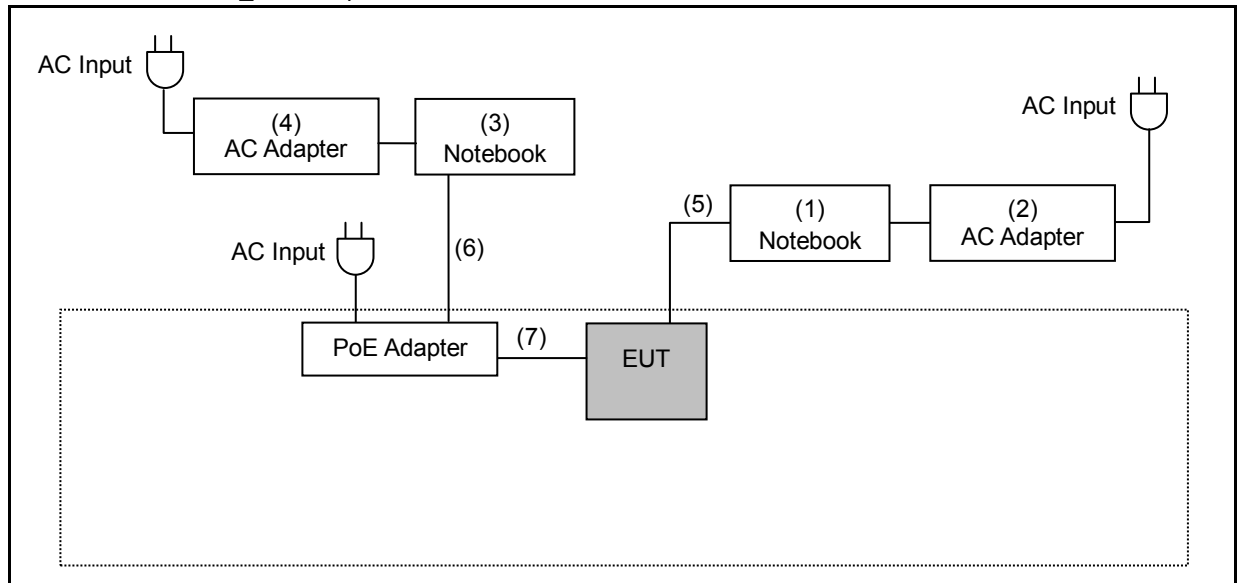 AC Input
AC Input
(4)
AC Adapter
(3)
Notebook
(5)
(1)
Notebook
(2)
AC Adapter
AC Input
(6)
PoE Adapter
(7)
EUT